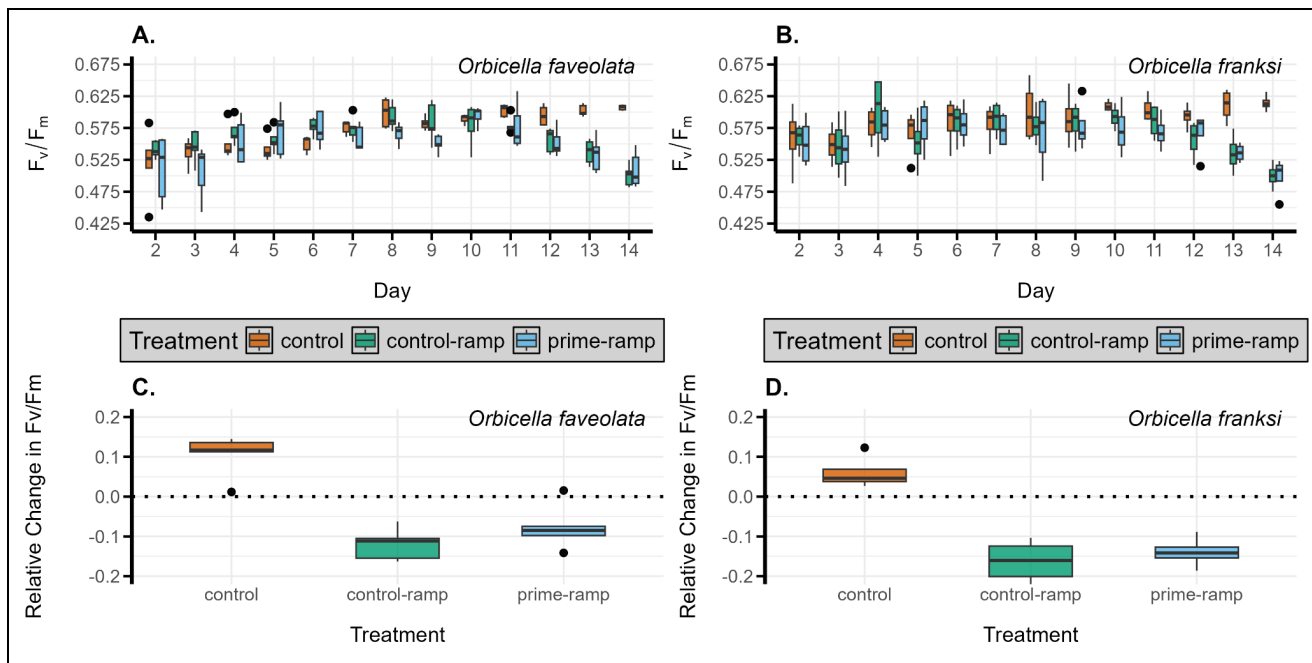 A.
Orbicella faveolata
0.675
0.625
0.575
0.525
0.475
0.425
Fv/Fm
2 3 4 5 6 7 8 9 10 11 12 13 14
Day
Treatment control control-ramp prime-ramp
B.
Orbicella franksi
0.675
0.625
0.575
0.525
0.475
0.425
Fv/Fm
2 3 4 5 6 7 8 9 10 11 12 13 14
Day
Treatment control control-ramp prime-ramp
C.
Orbicella faveolata
0.2
0.1
0.0
-0.1
-0.2
Relative Change in Fv/Fm
control control-ramp prime-ramp
Treatment
D.
Orbicella franksi
0.2
0.1
0.0
-0.1
-0.2
Relative Change in Fv/Fm
control control-ramp prime-ramp
Treatment